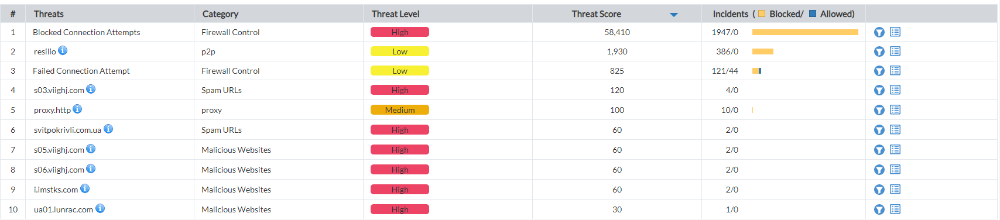 # Threats Category Threat Level Threat Score Incidents ( Blocked/ Allowed)
1 Blocked Connection Attempts Firewall Control High 58,410 1947/0
2 resilio p2p Low 1,930 386/0
3 Failed Connection Attempt Firewall Control Low 825 121/44
4 s03.viighj.com Spam URLs High 120 4/0
5 proxy.http proxy Medium 100 10/0
6 svitpokrivli.com.ua Spam URLs High 60 2/0
7 s05.viighj.com Malicious Websites High 60 2/0
8 s06.viighj.com Malicious Websites High 60 2/0
9 i.imstks.com Malicious Websites High 60 2/0
10 ua01.lunrac.com Malicious Websites High 30 1/0